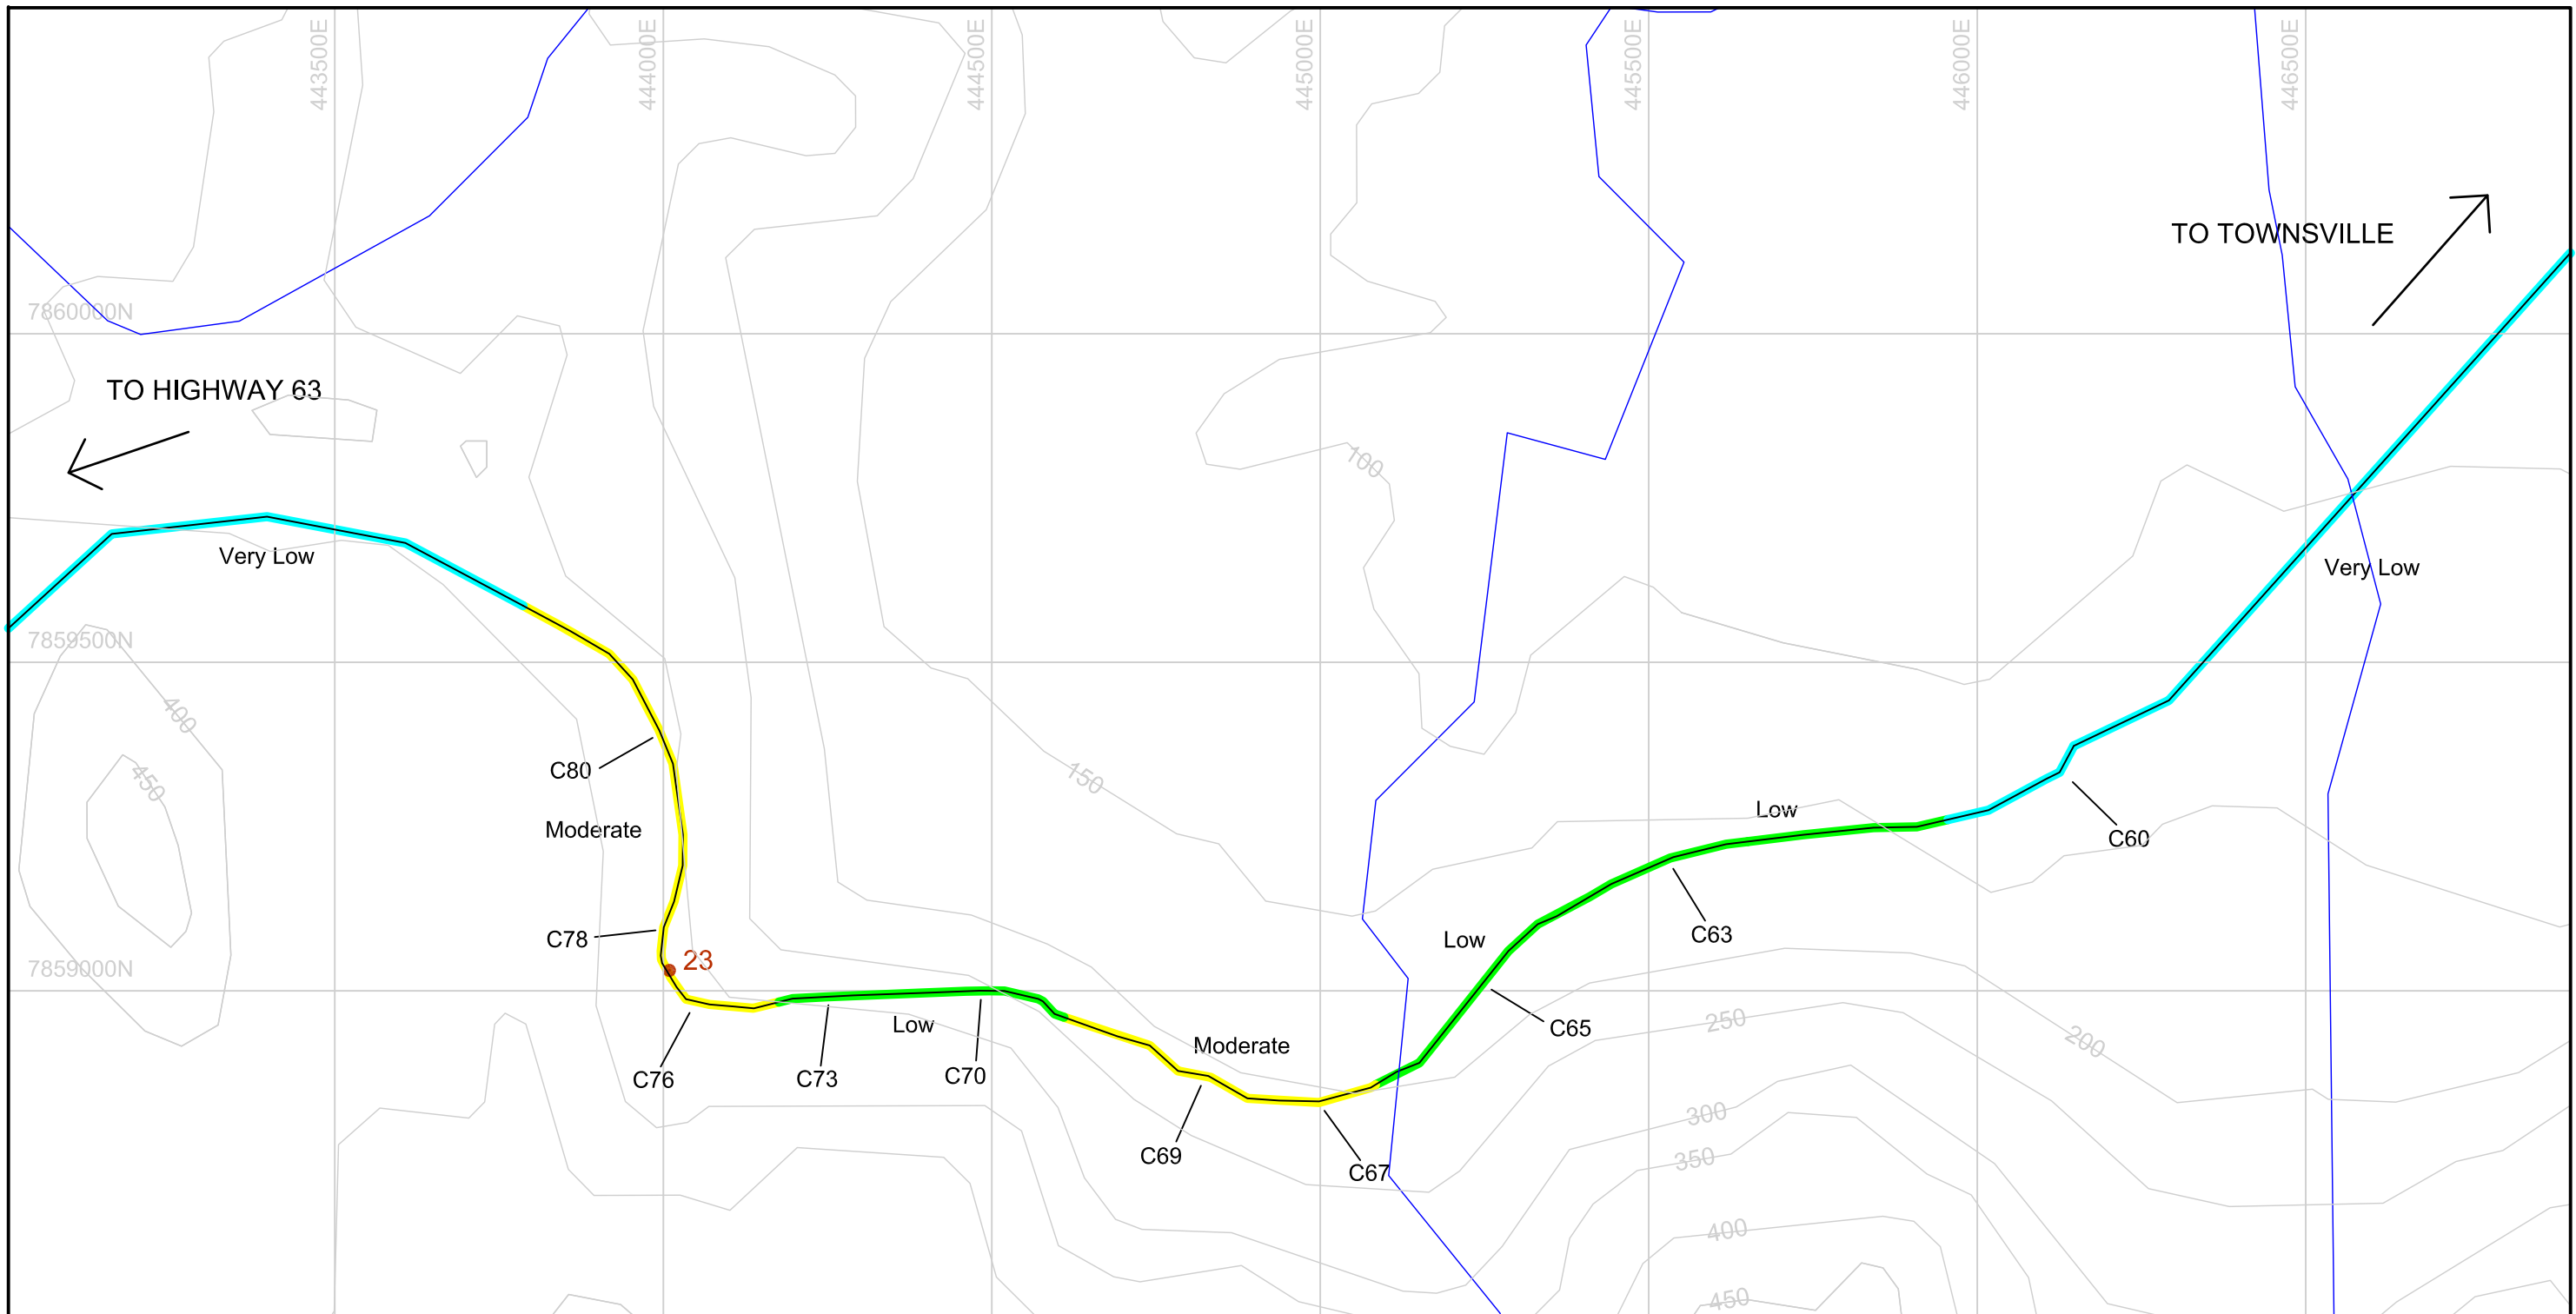 443500E
444000E
444500E
445000E
445500E
446000E
446500E
TO TOWNSVILLE
7860000N
TO HIGHWAY 63
100
Very Low
Very Low
7859500N
400
C80
450
150
Low
Moderate
C60
C63
C78
Low
23
7859000N
Low
250
C65
200
Moderate
C76
C73
C70
300
C69
350
C67
400
450